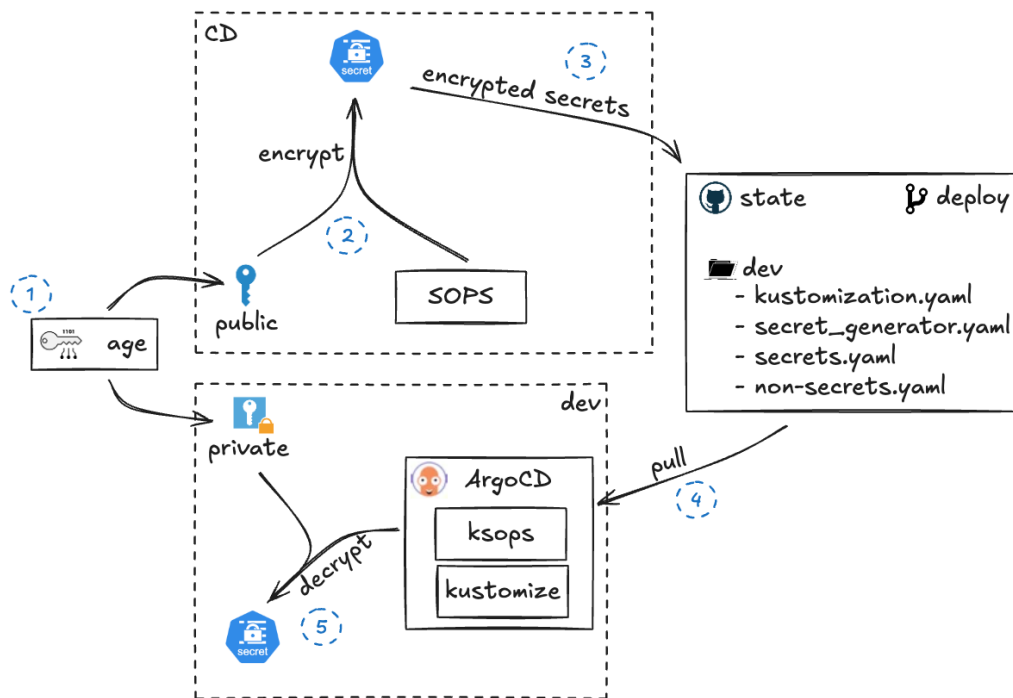 CD
secret
3
encrypted secrets
encrypt
2
state
deploy
1
public
SOPS
dev
- kustomization.yaml
- secret_generator.yaml
- secrets.yaml
- non-secrets.yaml
1101
age
dev
private
pull
4
ArgoCD
ksops
kustomize
decrypt
5
secret